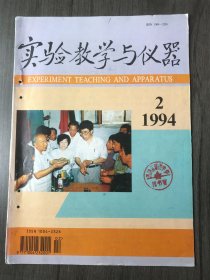 实验教学与仪器
EXPERIMENT TEACHING AND APPARATUS
2
1994
ISSN 1004-2326